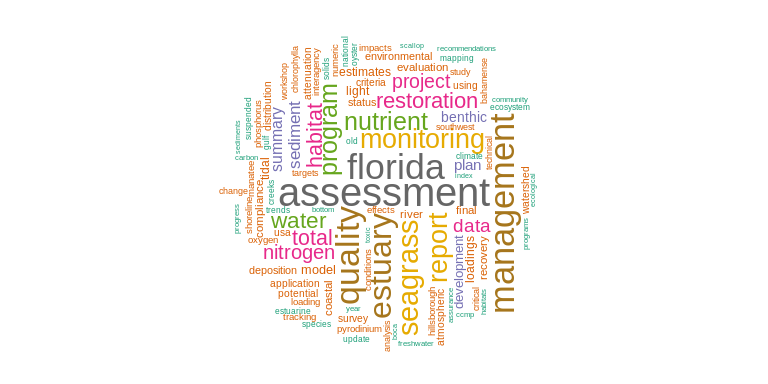 scallop
recommendations
national
oyster
impacts
environmental
mapping
interagency
numeric
solids
estimates
evaluation
study
workshop
chlorophylla
attenuation
criteria
project
using
bahamense
light
restoration
status
community
ecosystem
suspended
phosphorus
distribution
summary
sediment
habitat
program
nutrient
benthic
southwest
technical
management
sediments
gulf
old
monitoring
carbon
tidal
florida
climate
plan
index
targets
change
manatee
shoreline
compliance
creeks
assessment
watershed
ecological
progress
trends
bottom
effects
river
final
water
usa
total
quality
toxic
estuary
seagrass
report
data
programs
oxygen
nitrogen
conditions
development
loadings
recovery
deposition
model
application
potential
coastal
loading
estuarine
tracking
year
species
survey
pyrodinium
update
analysis
boca
freshwater
hillsborough
atmospheric
assurance
ccmp
critical
habitats